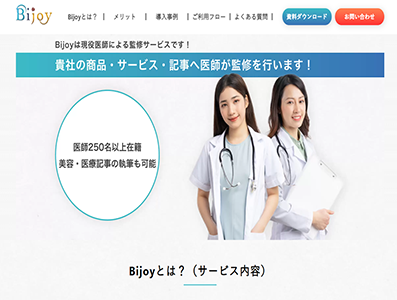 Bijoy
Bijoyとは？ | メリット | 導入事例 | ご利用フロー | よくある質問 | 資料ダウンロード お問い合わせ
Bijoyは現役医師による監修サービスです！
貴社の商品・サービス・記事へ医師が監修を行います！
医師250名以上在籍
美容・医療記事の執筆も可能
Bijoyとは？（サービス内容）